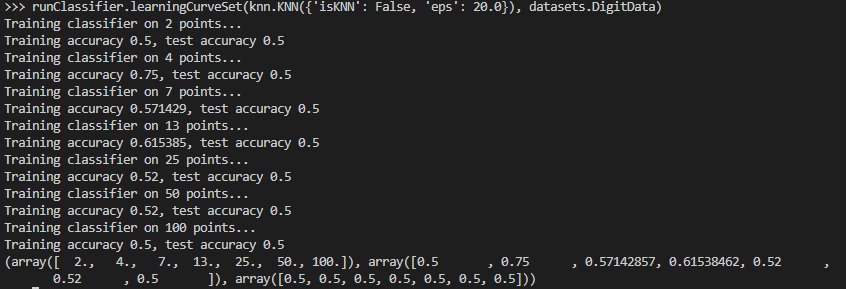 >>> runClassifier.learningCurveSet(knn.KNN({'isKNN': False, 'eps': 20.0}), datasets.DigitData)
Training classifier on 2 points...
Training accuracy 0.5, test accuracy 0.5
Training classifier on 4 points...
Training accuracy 0.75, test accuracy 0.5
Training classifier on 7 points...
Training accuracy 0.571429, test accuracy 0.5
Training classifier on 13 points...
Training accuracy 0.615385, test accuracy 0.5
Training classifier on 25 points...
Training accuracy 0.52, test accuracy 0.5
Training classifier on 50 points...
Training accuracy 0.52, test accuracy 0.5
Training classifier on 100 points...
Training accuracy 0.5, test accuracy 0.5
(array([  2.,   4.,   7.,  13.,  25.,  50., 100.]), array([0.5       , 0.75      , 0.57142857, 0.61538462, 0.52      ,
       0.52      , 0.5       ]), array([0.5, 0.5, 0.5, 0.5, 0.5, 0.5, 0.5]))